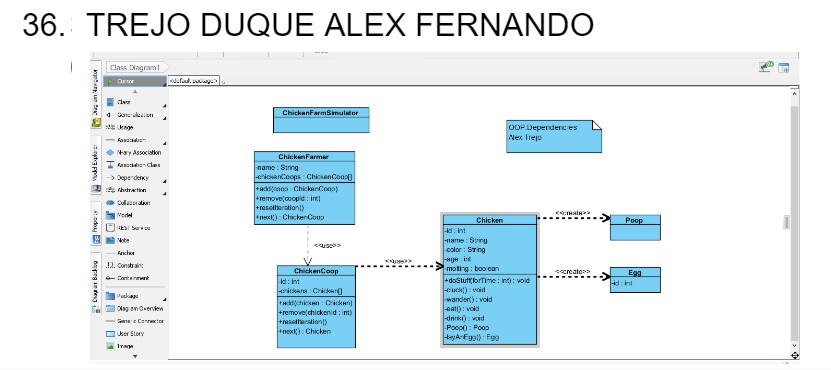 36. TREJO DUQUE ALEX FERNANDO
Class Diagram1
Cursor
<default package>
Diagram Navigator
Model Explorer
Property
Diagram Backlog
Class
Generalization
Usage
Association
N-ary Association
Association Class
Dependency
Abstraction
Collaboration
Model
REST Service
Note
Anchor
Constraint
Containment
Package
Diagram Overview
Generic Connector
User Story
Image
ChickenFarmSimulator
OOP.Dependencies
Alex Trejo
ChickenFarmer
-name : String
-chickenCoops : ChickenCoop[]
+add(coop : ChickenCoop)
+remove(coopid : int)
+resetIteration()
+next() : ChickenCoop
<<use>>
ChickenCoop
-id : int
-chickens : Chicken[]
+add(chicken : Chicken)
+remove(chickenid : int)
+resetIteration()
+next() : Chicken
<<use>>
Chicken
-id : int
-name : String
-color : String
-age : int
-molting : boolean
+doStuff(forTime : int) : void
-cluck() : void
-wander() : void
-eat() : void
-drink() : void
-Poop() : Poop
-layAnEgg() : Egg
<<create>>
Poop
<<create>>
Egg
-id : int